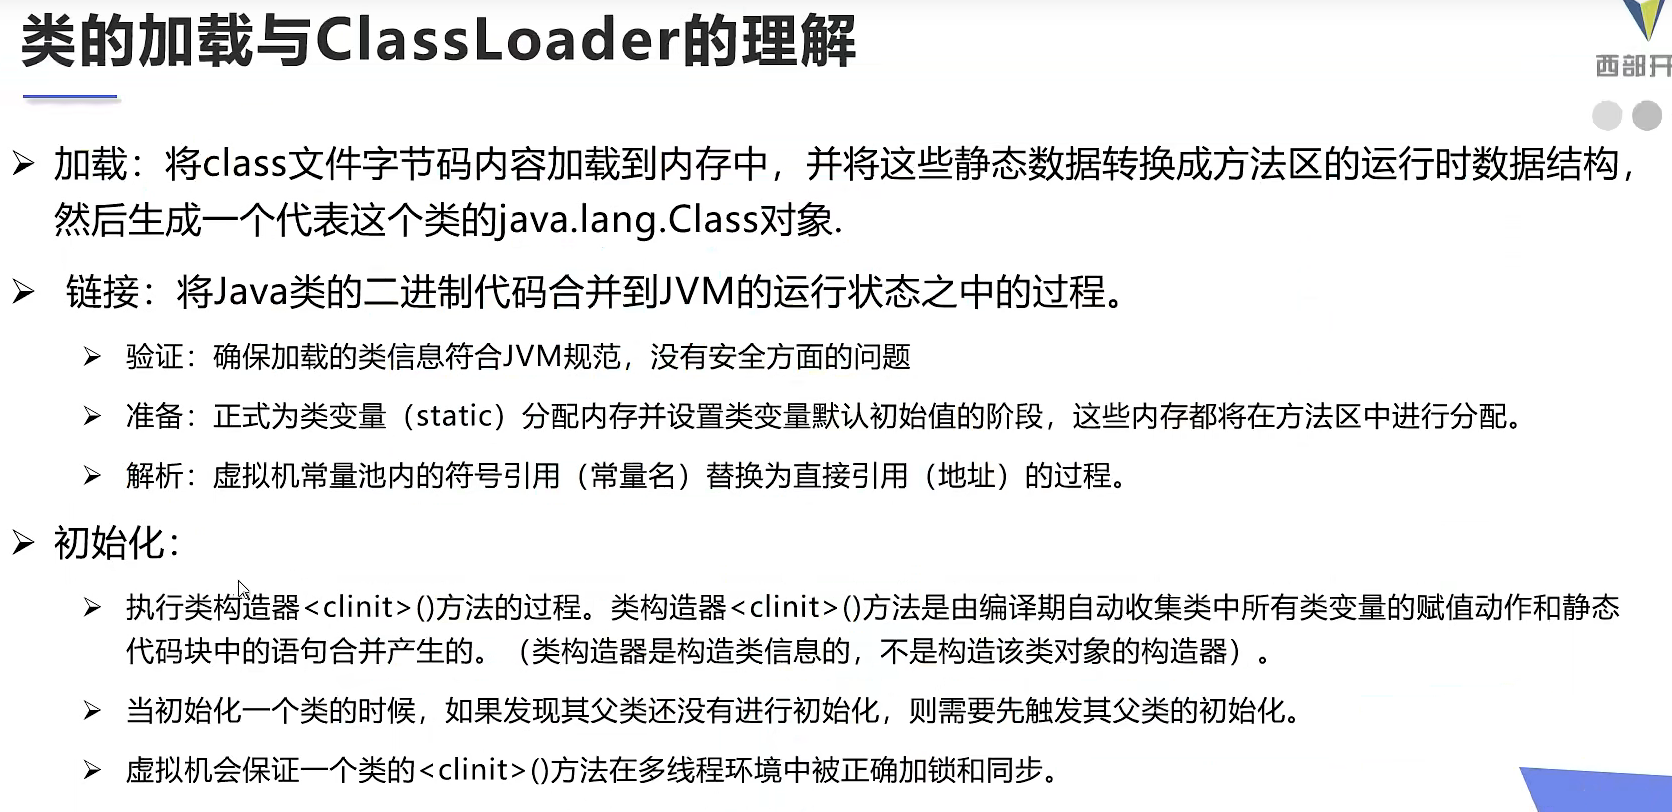 类的加载与ClassLoader的理解
西部开
加载：将class文件字节码内容加载到内存中，并将这些静态数据转换成方法区的运行时数据结构，
然后生成一个代表这个类的java.lang.Class对象.
链接：将Java类的二进制代码合并到JVM的运行状态之中的过程。
验证：确保加载的类信息符合JVM规范，没有安全方面的问题
准备：正式为类变量（static）分配内存并设置类变量默认初始值的阶段，这些内存都将在方法区中进行分配。
解析：虚拟机常量池内的符号引用（常量名）替换为直接引用（地址）的过程。
初始化：
执行类构造器<clinit>()方法的过程。类构造器<clinit>()方法是由编译期自动收集类中所有类变量的赋值动作和静态
代码块中的语句合并产生的。（类构造器是构造类信息的，不是构造该类对象的构造器）。
当初始化一个类的时候，如果发现其父类还没有进行初始化，则需要先触发其父类的初始化。
虚拟机会保证一个类的<clinit>()方法在多线程环境中被正确加锁和同步。